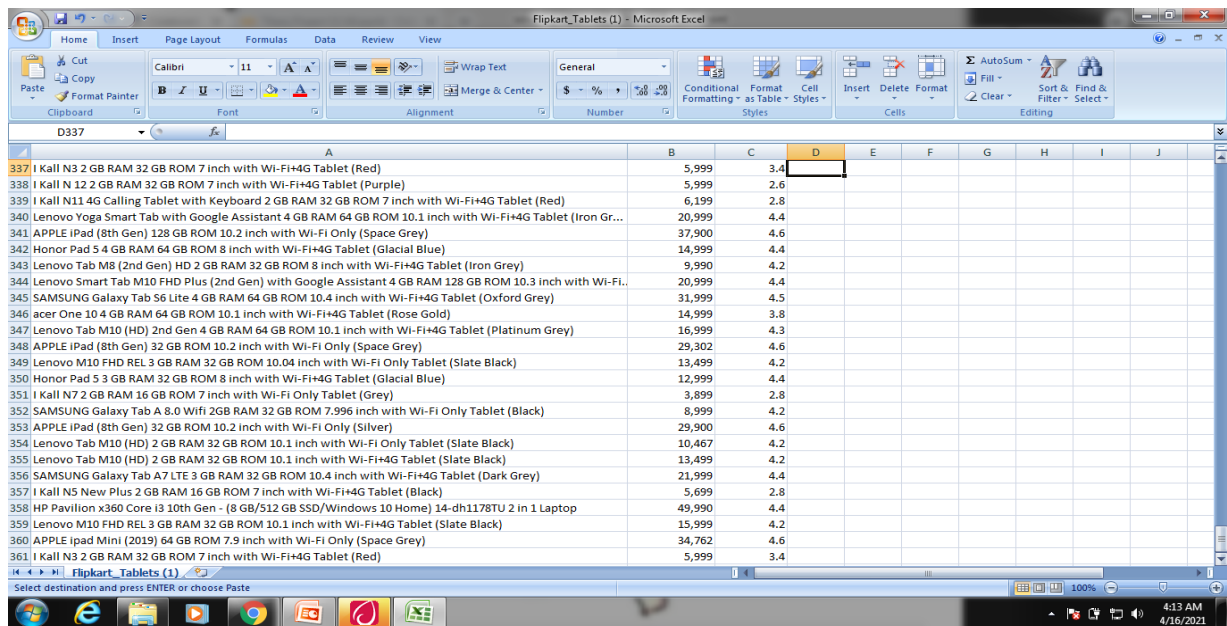 Flipkart_Tablets (1) - Microsoft Excel
Home Insert Page Layout Formulas Data Review View
Cut
Copy
Format Painter
Paste
Clipboard
Calibri 11
B I U
Font
Wrap Text
Merge & Center
Alignment
General
$ % ,
Number
Conditional Formatting
Format as Table
Cell Styles
Styles
Insert Delete Format
Cells
AutoSum
Fill
Clear
Sort & Filter
Find & Select
Editing
D337 fx
A B C D E F G H I J
337 I Kall N3 2 GB RAM 32 GB ROM 7 inch with Wi-Fi+4G Tablet (Red) 5,999 3.4
338 I Kall N 12 2 GB RAM 32 GB ROM 7 inch with Wi-Fi+4G Tablet (Purple) 5,999 2.6
339 I Kall N11 4G Calling Tablet with Keyboard 2 GB RAM 32 GB ROM 7 inch with Wi-Fi+4G Tablet (Red) 6,199 2.8
340 Lenovo Yoga Smart Tab with Google Assistant 4 GB RAM 64 GB ROM 10.1 inch with Wi-Fi+4G Tablet (Iron Gr... 20,999 4.4
341 APPLE iPad (8th Gen) 128 GB ROM 10.2 inch with Wi-Fi Only (Space Grey) 37,900 4.6
342 Honor Pad 5 4 GB RAM 64 GB ROM 8 inch with Wi-Fi+4G Tablet (Glacial Blue) 14,999 4.4
343 Lenovo Tab M8 (2nd Gen) HD 2 GB RAM 32 GB ROM 8 inch with Wi-Fi+4G Tablet (Iron Grey) 9,990 4.2
344 Lenovo Smart Tab M10 FHD Plus (2nd Gen) with Google Assistant 4 GB RAM 128 GB ROM 10.3 inch with Wi-Fi.. 20,999 4.4
345 SAMSUNG Galaxy Tab S6 Lite 4 GB RAM 64 GB ROM 10.4 inch with Wi-Fi+4G Tablet (Oxford Grey) 31,999 4.5
346 acer One 10 4 GB RAM 64 GB ROM 10.1 inch with Wi-Fi+4G Tablet (Rose Gold) 14,999 3.8
347 Lenovo Tab M10 (HD) 2nd Gen 4 GB RAM 64 GB ROM 10.1 inch with Wi-Fi+4G Tablet (Platinum Grey) 16,999 4.3
348 APPLE iPad (8th Gen) 32 GB ROM 10.2 inch with Wi-Fi Only (Space Grey) 29,302 4.6
349 Lenovo M10 FHD REL 3 GB RAM 32 GB ROM 10.04 inch with Wi-Fi Only Tablet (Slate Black) 13,499 4.2
350 Honor Pad 5 3 GB RAM 32 GB ROM 8 inch with Wi-Fi+4G Tablet (Glacial Blue) 12,999 4.4
351 I Kall N7 2 GB RAM 16 GB ROM 7 inch with Wi-Fi Only Tablet (Grey) 3,899 2.8
352 SAMSUNG Galaxy Tab A 8.0 Wifi 2GB RAM 32 GB ROM 7.996 inch with Wi-Fi Only Tablet (Black) 8,999 4.2
353 APPLE iPad (8th Gen) 32 GB ROM 10.2 inch with Wi-Fi Only (Silver) 29,900 4.6
354 Lenovo Tab M10 (HD) 2 GB RAM 32 GB ROM 10.1 inch with Wi-Fi Only Tablet (Slate Black) 10,467 4.2
355 Lenovo Tab M10 (HD) 2 GB RAM 32 GB ROM 10.1 inch with Wi-Fi+4G Tablet (Slate Black) 13,499 4.2
356 SAMSUNG Galaxy Tab A7 LTE 3 GB RAM 32 GB ROM 10.4 inch with Wi-Fi+4G Tablet (Dark Grey) 21,999 4.4
357 I Kall N5 New Plus 2 GB RAM 16 GB ROM 7 inch with Wi-Fi+4G Tablet (Black) 5,699 2.8
358 HP Pavilion x360 Core i3 10th Gen - (8 GB/512 GB SSD/Windows 10 Home) 14-dh1178TU 2 in 1 Laptop 49,990 4.4
359 Lenovo M10 FHD REL 3 GB RAM 32 GB ROM 10.1 inch with Wi-Fi+4G Tablet (Slate Black) 15,999 4.2
360 APPLE ipad Mini (2019) 64 GB ROM 7.9 inch with Wi-Fi Only (Space Grey) 34,762 4.6
361 I Kall N3 2 GB RAM 32 GB ROM 7 inch with Wi-Fi+4G Tablet (Red) 5,999 3.4
Flipkart_Tablets (1)
Select destination and press ENTER or choose Paste 100%
4:13 AM
4/16/2021